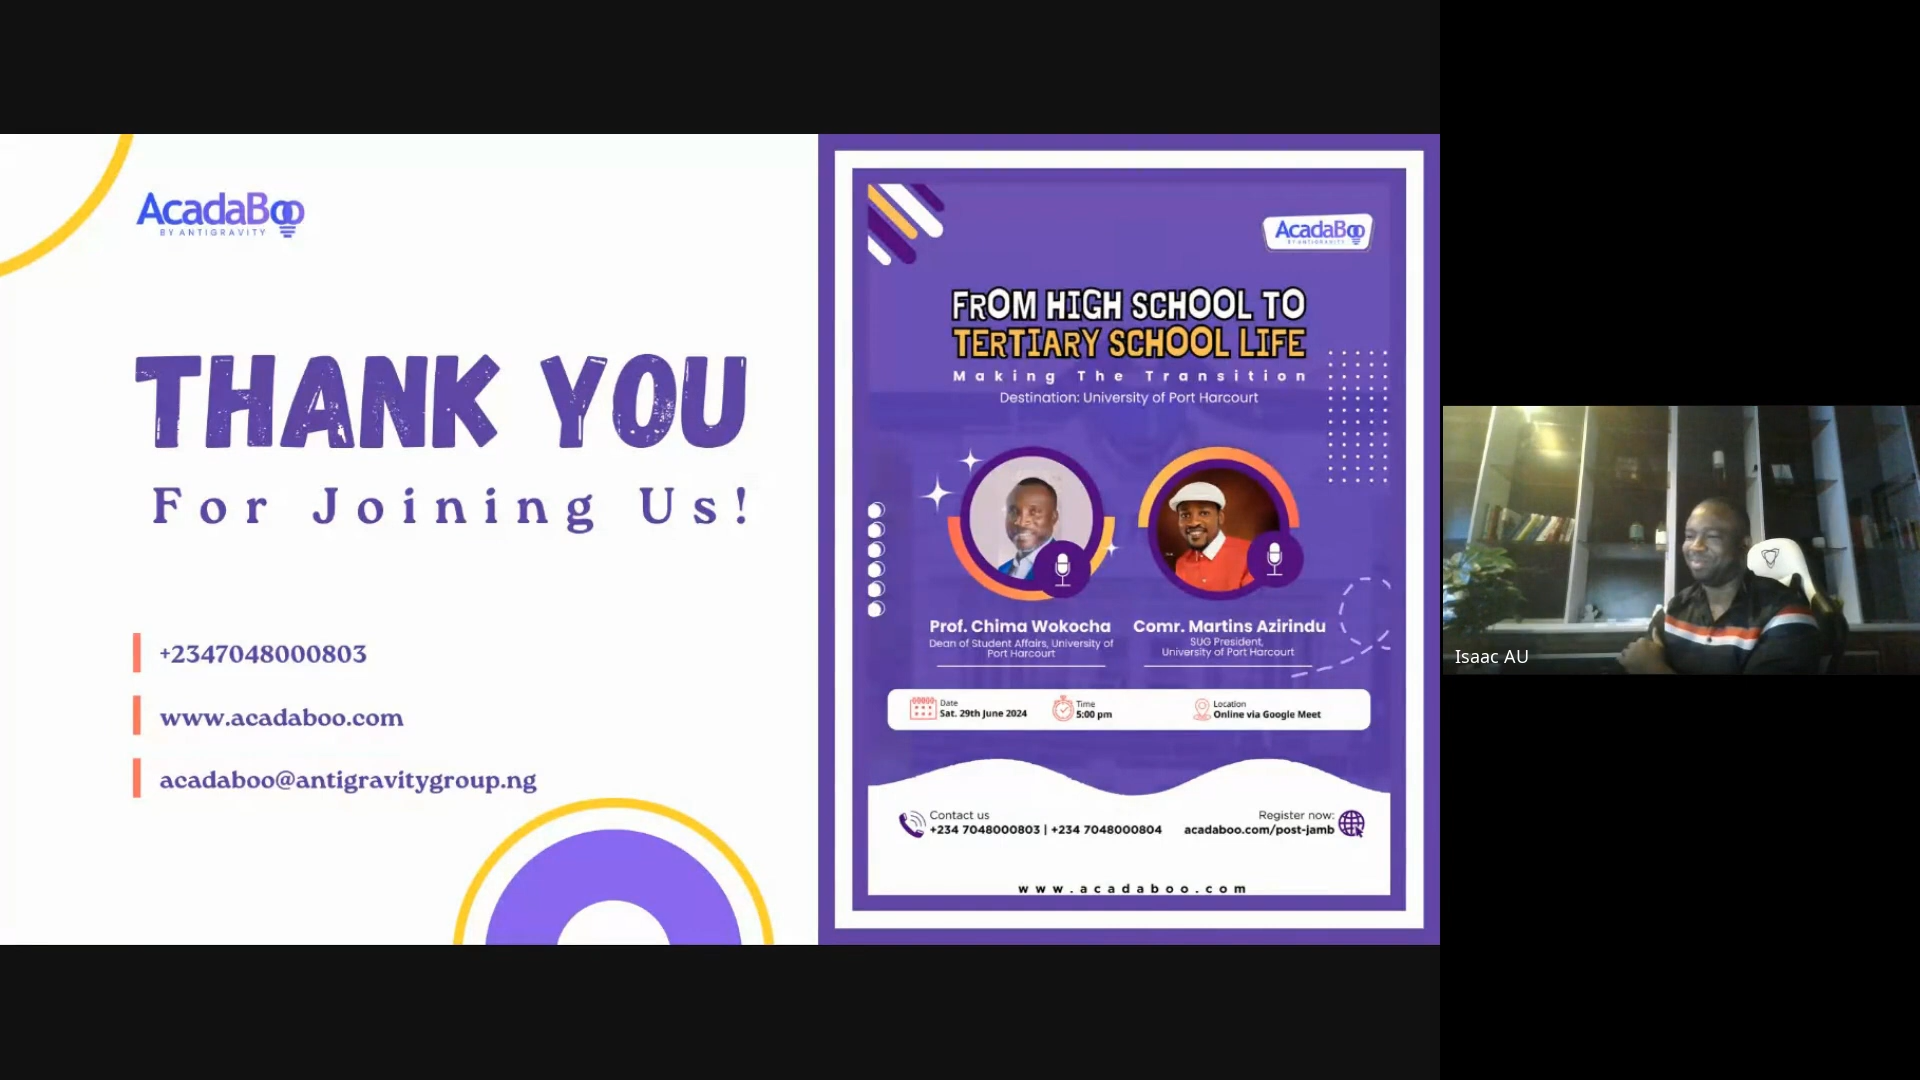 AcadaBoo
BY ANTIGRAVITY
THANK YOU
For Joining Us!
+2347048000803
www.acadaboo.com
acadaboo@antigravitygroup.ng
AcadaBoo
BY ANTIGRAVITY
FROM HIGH SCHOOL TO
TERTIARY SCHOOL LIFE
Making The Transition
Destination: University of Port Harcourt
Prof. Chima Wokocha
Dean of Student Affairs, University of
Port Harcourt
Comr. Martins Azirindu
SUG President,
University of Port Harcourt
Date
Sat. 29th June 2024
Time
5:00 pm
Location
Online via Google Meet
Contact us
+234 7048000803 | +234 7048000804
Register now:
acadaboo.com/post-jamb
www.acadaboo.com
Isaac AU